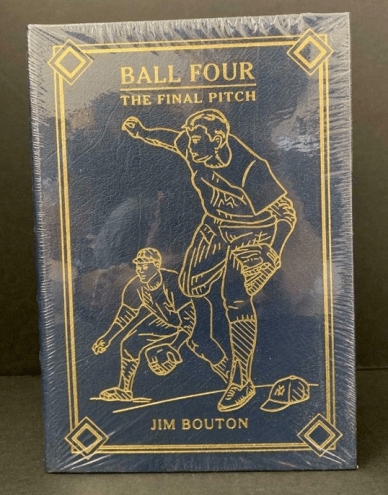 BALL FOUR
THE FINAL PITCH
JIM BOUTON